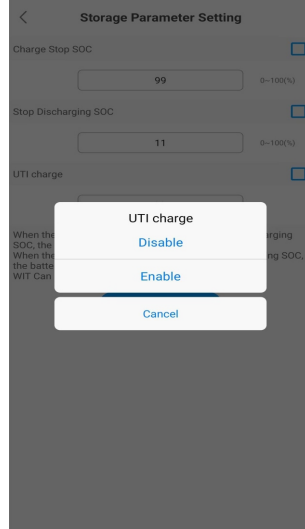 Storage Parameter Setting
Charge Stop SOC
99
0~100(%)
Stop Discharging SOC
11
0~100(%)
UTI charge
UTI charge
Disable
Enable
Cancel
When the
rging
SOC, the
When the
ng SOC,
the batte
WIT Can